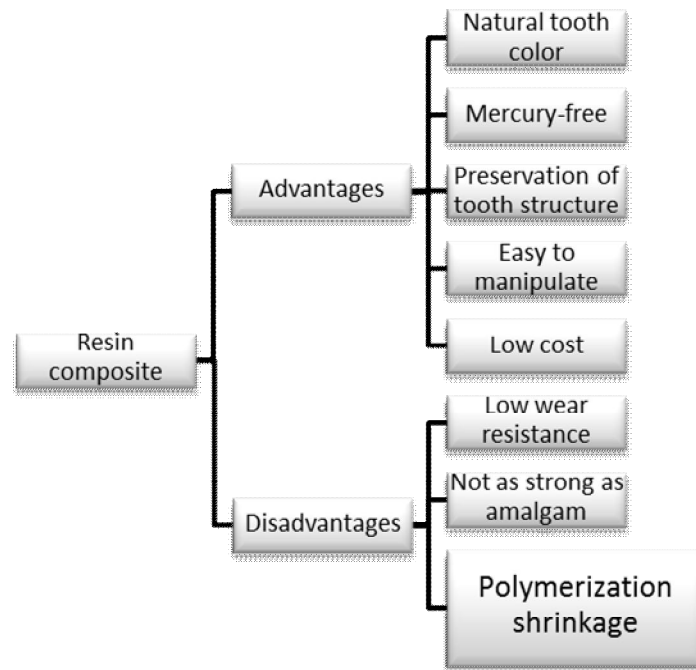 Natural tooth
color
Mercury-free
Advantages
Preservation of
tooth structure
Easy to
manipulate
Low cost
Resin
composite
Low wear
resistance
Not as strong as
amalgam
Disadvantages
Polymerization
shrinkage